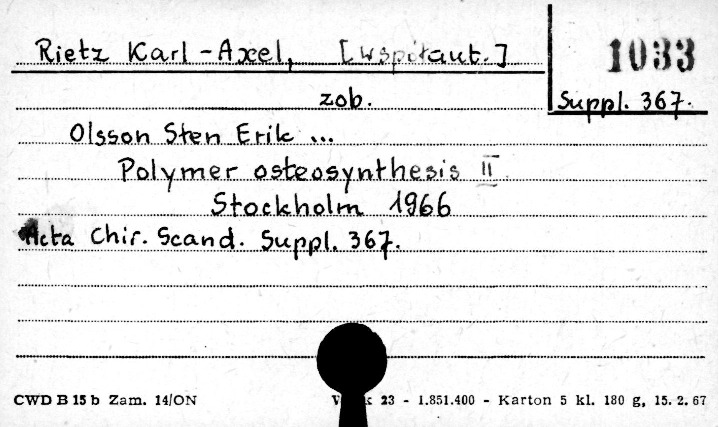 Rietz Karl-Axel, [współaut.]
1033
zob.
Suppl. 367.
Olsson Sten Erik ...
Polymer osteosynthesis II.
Stockholm 1966
Acta Chir. Scand. Suppl. 367.
CWD B 15 b Zam. 14/ON
23 - 1.851.400 - Karton 5 kl. 180 g, 15. 2. 67